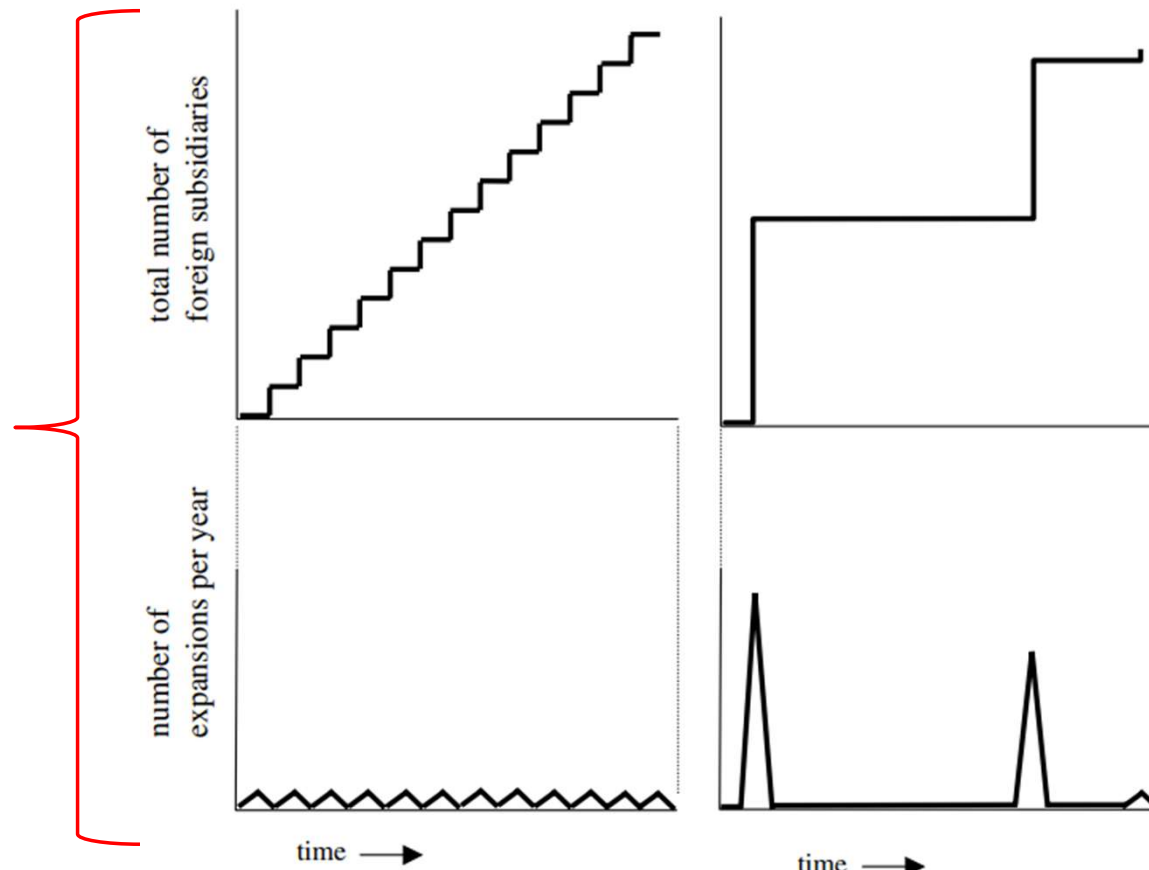 total number of
foreign subsidiaries
number of
expansions per year
time
time